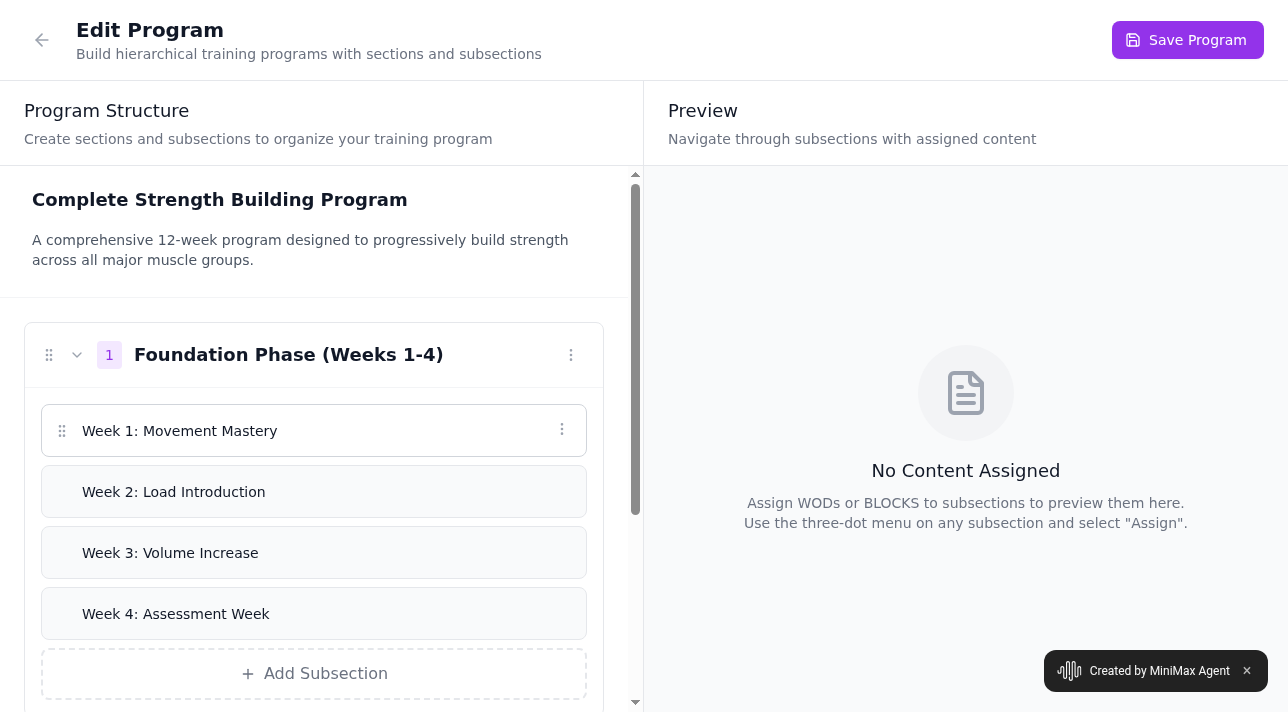 Edit Program
Build hierarchical training programs with sections and subsections
Save Program
Program Structure
Create sections and subsections to organize your training program
Preview
Navigate through subsections with assigned content
Complete Strength Building Program
A comprehensive 12-week program designed to progressively build strength
across all major muscle groups.
1
Foundation Phase (Weeks 1-4)
Week 1: Movement Mastery
Week 2: Load Introduction
Week 3: Volume Increase
Week 4: Assessment Week
+ Add Subsection
No Content Assigned
Assign WODs or BLOCKS to subsections to preview them here.
Use the three-dot menu on any subsection and select "Assign".
Created by MiniMax Agent ×